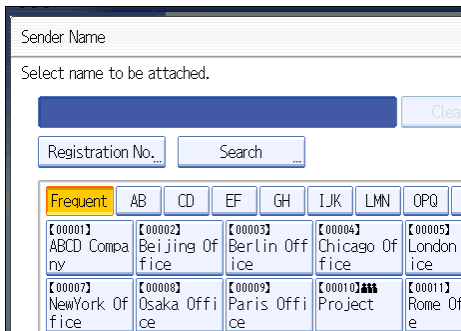 Sender Name
Select name to be attached.
Clea
Registration No.
Search
Frequent AB CD EF GH IJK LMN OPQ
【00001】 【00002】 【00003】 【00004】 【00005】
ABCD Compa Beijing Of Berlin Off Chicago Of London
ny fice ice fice ice
【00007】 【00008】 【00009】 【00010】 【00011】
NewYork Of Osaka Offi Paris Offi Project Rome Of
fice ce ce e